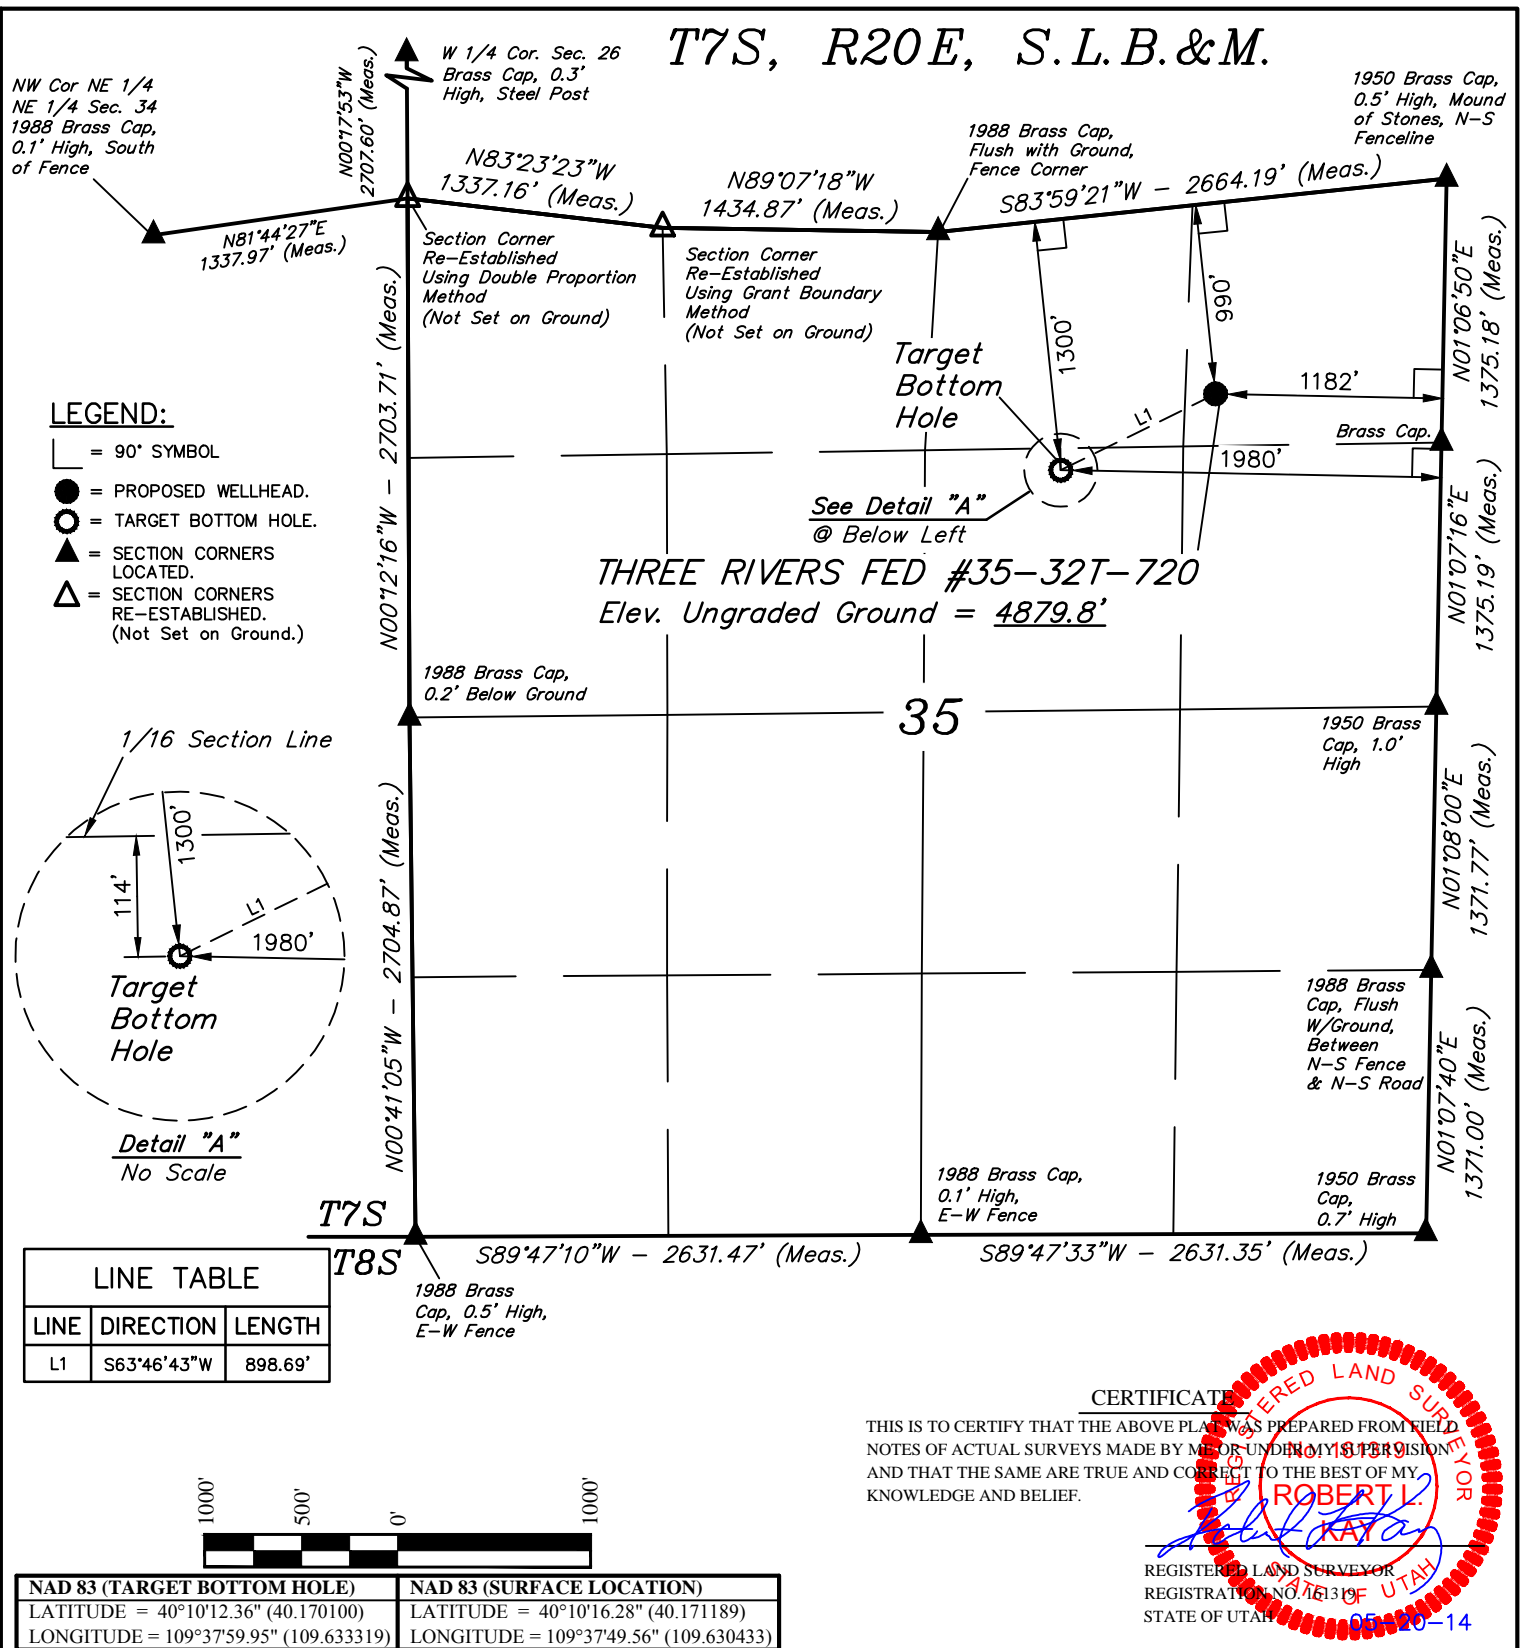 T7S, R20E, S.L.B.&M.
NW Cor NE 1/4
NE 1/4 Sec. 34
1988 Brass Cap,
0.1' High, South
of Fence
N00°17'53"W
2707.60' (Meas.)
W 1/4 Cor. Sec. 26
Brass Cap, 0.3'
High, Steel Post
N83°23'23"W
1337.16' (Meas.)
N89°07'18"W
1434.87' (Meas.)
1988 Brass Cap,
Flush with Ground,
Fence Corner
S83°59'21"W – 2664.19' (Meas.)
1950 Brass Cap,
0.5' High, Mound
of Stones, N–S
Fenceline
N81°44'27"E
1337.97' (Meas.)
Section Corner
Re–Established
Using Double Proportion
Method
(Not Set on Ground)
Section Corner
Re–Established
Using Grant Boundary
Method
(Not Set on Ground)
N01°06'50"E
1375.18' (Meas.)
1300'
990'
1182'
L1
Target
Bottom
Hole
Brass Cap.
1980'
See Detail "A"
@ Below Left
N00°12'16"W – 2703.71' (Meas.)
N01°07'16"E
1375.19' (Meas.)
LEGEND:
= 90° SYMBOL
= PROPOSED WELLHEAD.
= TARGET BOTTOM HOLE.
= SECTION CORNERS
LOCATED.
= SECTION CORNERS
RE–ESTABLISHED.
(Not Set on Ground.)
THREE RIVERS FED #35–32T–720
Elev. Ungraded Ground = 4879.8'
1988 Brass Cap,
0.2' Below Ground
35
1950 Brass
Cap, 1.0'
High
1/16 Section Line
1300'
114'
L1
1980'
Target
Bottom
Hole
Detail "A"
No Scale
N00°41'05"W – 2704.87' (Meas.)
N01°08'00"E
1371.77' (Meas.)
1988 Brass
Cap, Flush
W/Ground,
Between
N–S Fence
& N–S Road
N01°07'40"E
1371.00' (Meas.)
1988 Brass Cap,
0.1' High,
E–W Fence
1950 Brass
Cap,
0.7' High
T7S
T8S
S89°47'10"W – 2631.47' (Meas.)
S89°47'33"W – 2631.35' (Meas.)
1988 Brass
Cap, 0.5' High,
E–W Fence
LINE TABLE
LINE DIRECTION LENGTH
L1 S63°46'43"W 898.69'
CERTIFICATE
THIS IS TO CERTIFY THAT THE ABOVE PLAT WAS PREPARED FROM FIELD
NOTES OF ACTUAL SURVEYS MADE BY ME OR UNDER MY SUPERVISION
AND THAT THE SAME ARE TRUE AND CORRECT TO THE BEST OF MY
KNOWLEDGE AND BELIEF.
REGISTERED LAND SURVEYOR
No. 161319
ROBERT L.
KAY
STATE OF UTAH
REGISTERED LAND SURVEYOR
REGISTRATION NO. 161319
STATE OF UTAH
05–20–14
1000' 500' 0' 1000'
NAD 83 (TARGET BOTTOM HOLE)
LATITUDE = 40°10'12.36" (40.170100)
LONGITUDE = 109°37'59.95" (109.633319)
NAD 83 (SURFACE LOCATION)
LATITUDE = 40°10'16.28" (40.171189)
LONGITUDE = 109°37'49.56" (109.630433)